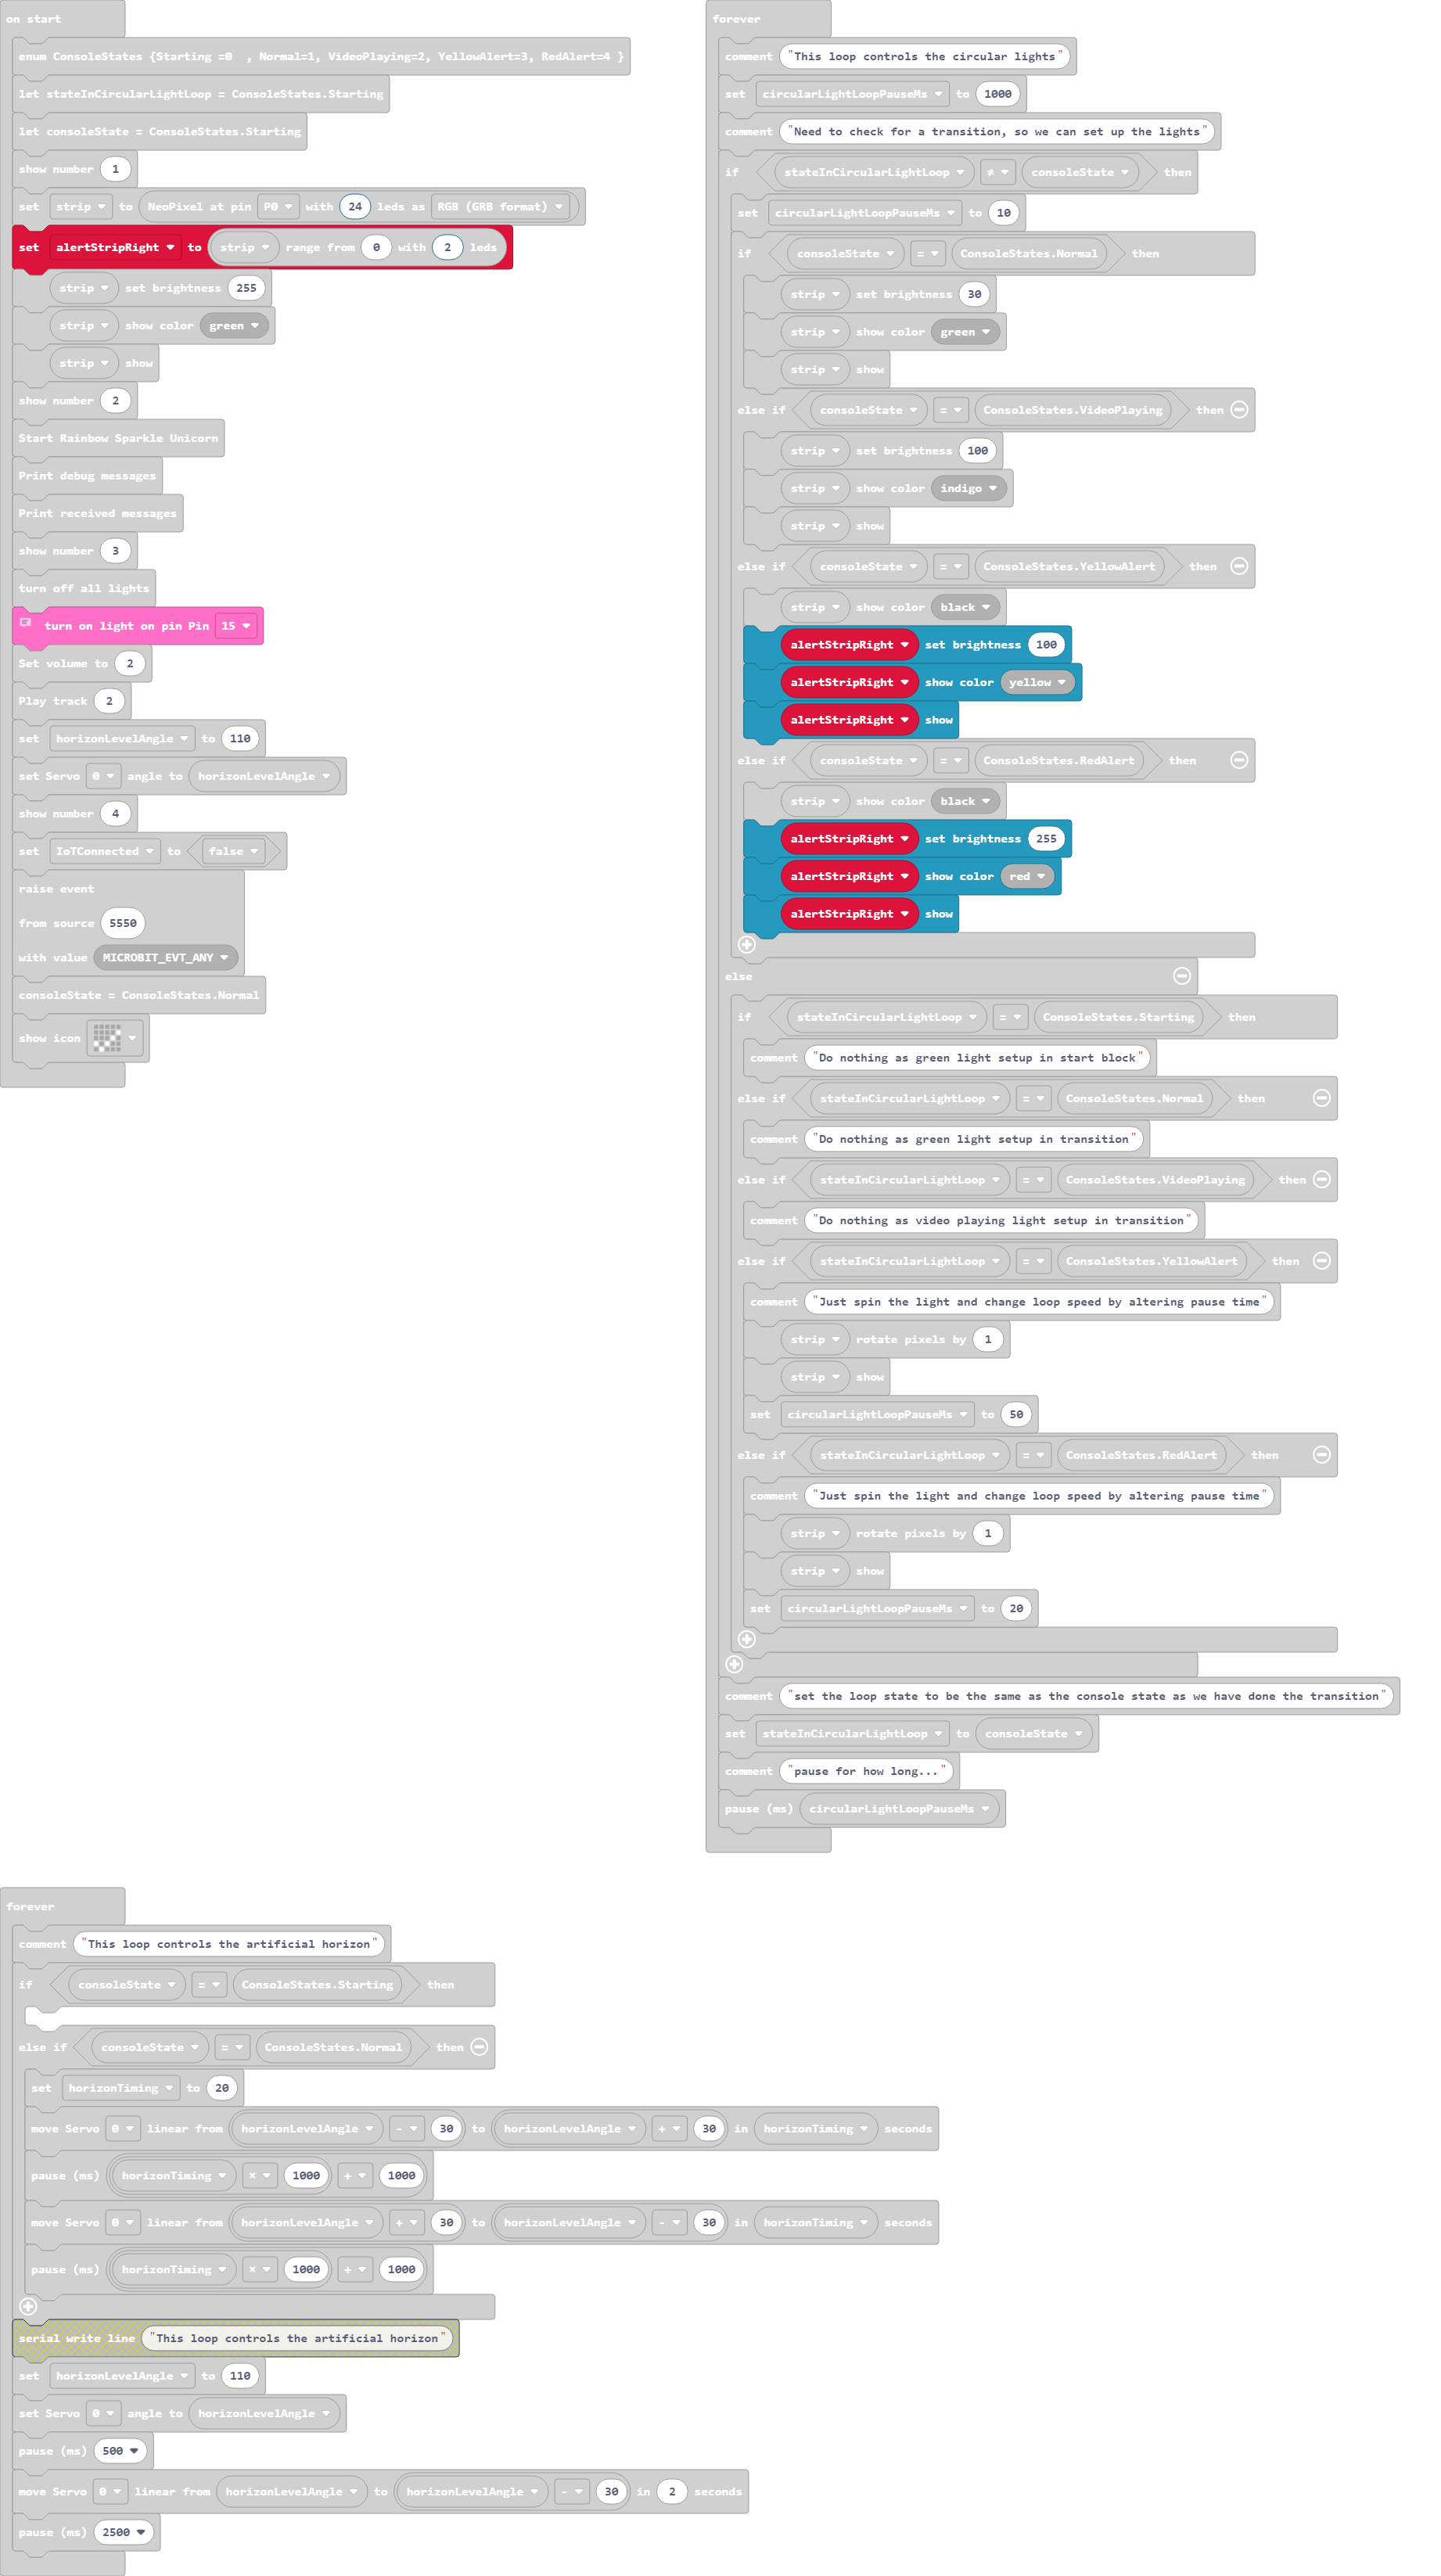 on start
enum ConsoleStates {Starting =0  , Normal=1, VideoPlaying=2, YellowAlert=3, RedAlert=4 }
let stateInCircularLightLoop = ConsoleStates.Starting
let consoleState = ConsoleStates.Starting
show number 1
set strip to NeoPixel at pin P0 with 24 leds as RGB (GRB format)
set alertStripRight to strip range from 0 with 2 leds
strip set brightness 255
strip show color green
strip show
show number 2
Start Rainbow Sparkle Unicorn
Print debug messages
Print received messages
show number 3
turn off all lights
turn on light on pin Pin 15
Set volume to 2
Play track 2
set horizonLevelAngle to 110
set Servo 0 angle to horizonLevelAngle
show number 4
set IoTConnected to false
raise event
from source 5550
with value MICROBIT_EVT_ANY
consoleState = ConsoleStates.Normal
show icon
forever
comment "This loop controls the circular lights"
set circularLightLoopPauseMs to 1000
comment "Need to check for a transition, so we can set up the lights"
if stateInCircularLightLoop ≠ consoleState then
set circularLightLoopPauseMs to 10
if consoleState = ConsoleStates.Normal then
strip set brightness 30
strip show color green
strip show
else if consoleState = ConsoleStates.VideoPlaying then
strip set brightness 100
strip show color indigo
strip show
else if consoleState = ConsoleStates.YellowAlert then
strip show color black
alertStripRight set brightness 100
alertStripRight show color yellow
alertStripRight show
else if consoleState = ConsoleStates.RedAlert then
strip show color black
alertStripRight set brightness 255
alertStripRight show color red
alertStripRight show
else
if stateInCircularLightLoop = ConsoleStates.Starting then
comment "Do nothing as green light setup in start block"
else if stateInCircularLightLoop = ConsoleStates.Normal then
comment "Do nothing as green light setup in transition"
else if stateInCircularLightLoop = ConsoleStates.VideoPlaying then
comment "Do nothing as video playing light setup in transition"
else if stateInCircularLightLoop = ConsoleStates.YellowAlert then
comment "Just spin the light and change loop speed by altering pause time"
strip rotate pixels by 1
strip show
set circularLightLoopPauseMs to 50
else if stateInCircularLightLoop = ConsoleStates.RedAlert then
comment "Just spin the light and change loop speed by altering pause time"
strip rotate pixels by 1
strip show
set circularLightLoopPauseMs to 20
comment "set the loop state to be the same as the console state as we have done the transition"
set stateInCircularLightLoop to consoleState
comment "pause for how long..."
pause (ms) circularLightLoopPauseMs
forever
comment "This loop controls the artificial horizon"
if consoleState = ConsoleStates.Starting then
else if consoleState = ConsoleStates.Normal then
set horizonTiming to 20
move Servo 0 linear from horizonLevelAngle - 30 to horizonLevelAngle + 30 in horizonTiming seconds
pause (ms) horizonTiming × 1000 + 1000
move Servo 0 linear from horizonLevelAngle + 30 to horizonLevelAngle - 30 in horizonTiming seconds
pause (ms) horizonTiming × 1000 + 1000
serial write line "This loop controls the artificial horizon"
set horizonLevelAngle to 110
set Servo 0 angle to horizonLevelAngle
pause (ms) 500
move Servo 0 linear from horizonLevelAngle to horizonLevelAngle - 30 in 2 seconds
pause (ms) 2500